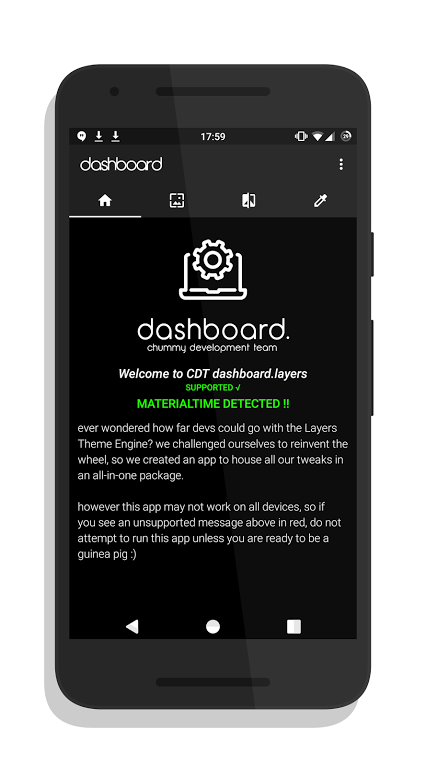 17:59
29
dashboard
dashboard.
chummy development team
Welcome to CDT dashboard.layers
SUPPORTED √
MATERIALTIME DETECTED !!
ever wondered how far devs could go with the Layers
Theme Engine? we challenged ourselves to reinvent the
wheel, so we created an app to house all our tweaks in
an all-in-one package.
however this app may not work on all devices, so if
you see an unsupported message above in red, do not
attempt to run this app unless you are ready to be a
guinea pig :)